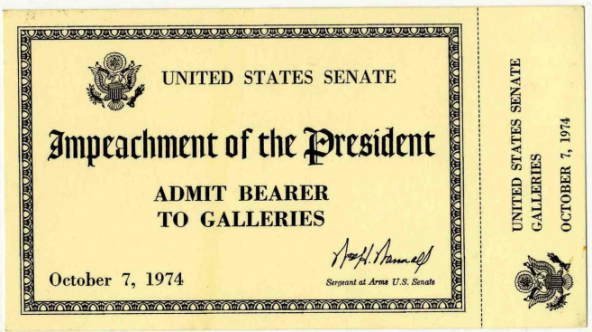 UNITED STATES SENATE
Impeachment of the President
ADMIT BEARER
TO GALLERIES
October 7, 1974
Sergeant at Arms U.S. Senate
UNITED STATES SENATE
GALLERIES
OCTOBER 7, 1974